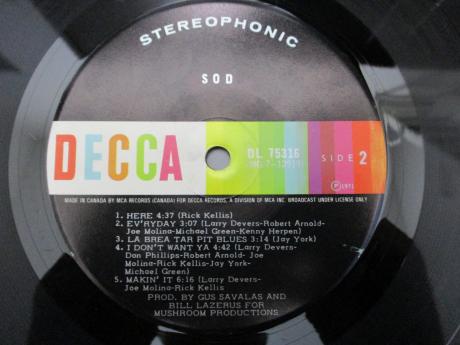 STEREOPHONIC
SOD
DECCA
DL 75316
SIDE 2
Ⓟ 1971
MADE IN CANADA BY MCA RECORDS (CANADA) FOR DECCA RECORDS, A DIVISION OF MCA INC. BROADCAST UNDER LICENSE ONLY
1. HERE 4:37 (Rick Kellis)
2. EV'RYDAY 3:07 (Larry Devers-Robert Arnold-
Joe Molina-Michael Green-Kenny Herpen)
3. LA BREA TAR PIT BLUES 3:14 (Jay York)
4. I DON'T WANT YA 4:42 (Larry Devers-
Don Phillips-Robert Arnold- Joe
Molina-Rick Kellis-Jay York-
Michael Green)
5. MAKIN' IT 6:16 (Larry Devers-
Joe Molina-Rick Kellis
PROD. BY GUS SAVALAS AND
BILL LAZERUS FOR
MUSHROOM PRODUCTIONS